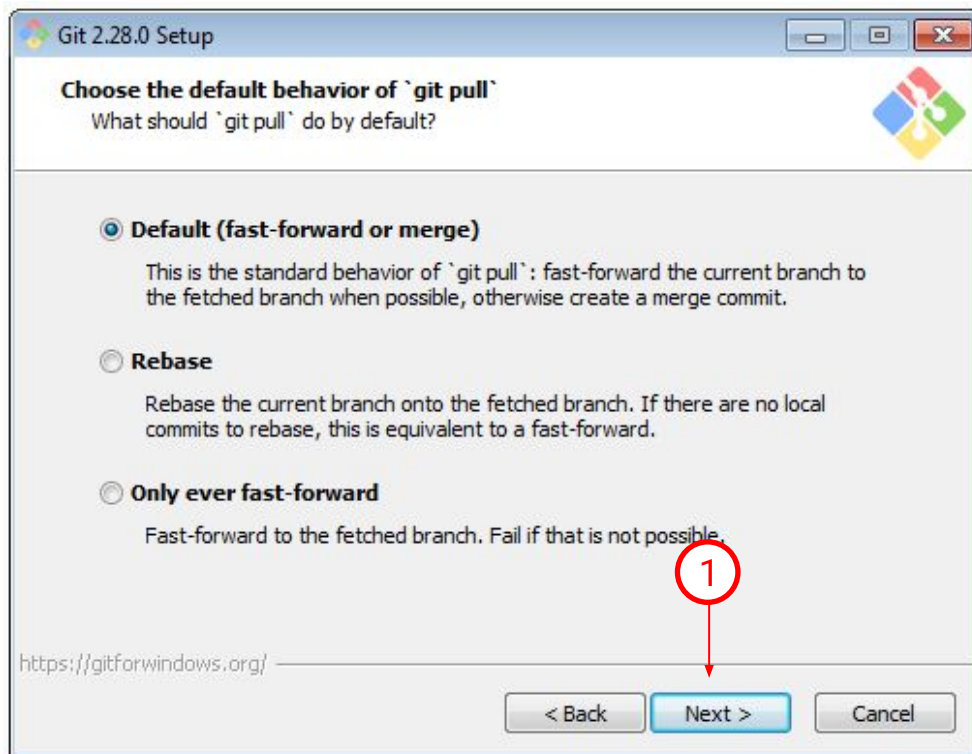 Git 2.28.0 Setup
Choose the default behavior of `git pull`
What should `git pull` do by default?
Default (fast-forward or merge)
This is the standard behavior of `git pull`: fast-forward the current branch to
the fetched branch when possible, otherwise create a merge commit.
Rebase
Rebase the current branch onto the fetched branch. If there are no local
commits to rebase, this is equivalent to a fast-forward.
Only ever fast-forward
Fast-forward to the fetched branch. Fail if that is not possible.
1
https://gitforwindows.org/
< Back
Next >
Cancel